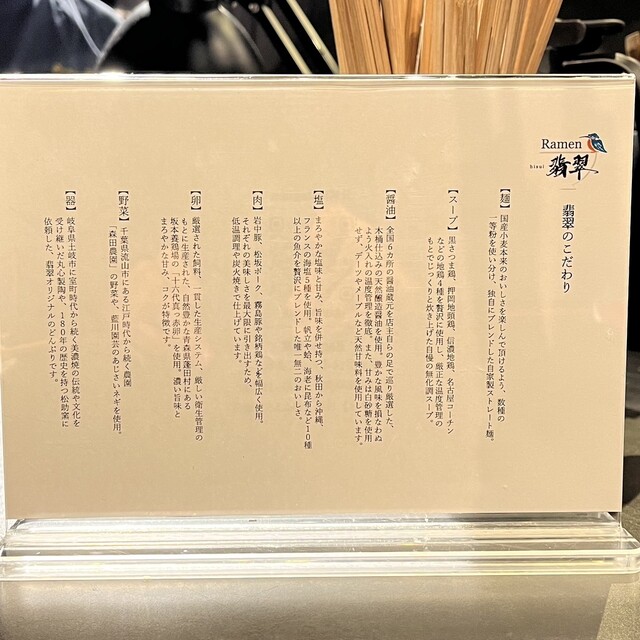 Ramen
hisui
翡翠
翡翠のこだわり
【麺】国産小麦本来のおいしさを楽しんで頂けるよう、数種の
一等粉を使い分け、独自にブレンドした自家製ストレート麺。
【スープ】黒さつま鶏、押岡地頭鶏、信濃地鶏、名古屋コーチン
などの地鶏4種を贅沢に使用し、厳正な温度管理の
もとでじっくりと炊き上げた自慢の無化調スープ。
【醤油】全国6カ所の醤油蔵元を店主自らの足で巡り厳選した、
木桶仕込みの天然醸造醤油を使用。豊かな風味を損なわぬ
よう火入れの温度管理を徹底。また、甘みは白砂糖を使用
せず、デーツやメープルなど天然甘味料を使用しています。
【塩】まろやかな塩味と甘み、旨味を併せ持つ、秋田から沖縄、
フランスの海塩5種を使用。帆立や蛤、海老に昆布など10種
以上の魚介を贅沢にブレンドした唯一無二のおいしさ。
【肉】岩中豚、松坂ポーク、霧島豚や銘柄鶏など幅広く使用。
それぞれの美味しさを最大限に引き出すため、
低温調理や炭火焼きで仕上げています。
【卵】厳選された飼料、一貫した生産システム、厳しい衛生管理の
もとに生産された、自然豊かな青森県蓬田村にある
坂本養鶏場の「十六代真っ赤卵」を使用。濃い旨味と
まろやかな甘み、コクが特徴です。
【野菜】千葉県流山市にある江戸時代から続く農園
「森田農園」の野菜や、藍川園芸のあじさいネギを使用。
【器】岐阜県土岐市に室町時代から続く美濃焼の伝統や文化を
受け継いだ丸心製陶や、180年の歴史を持つ松助窯に
依頼した、翡翠オリジナルのどんぶりです。